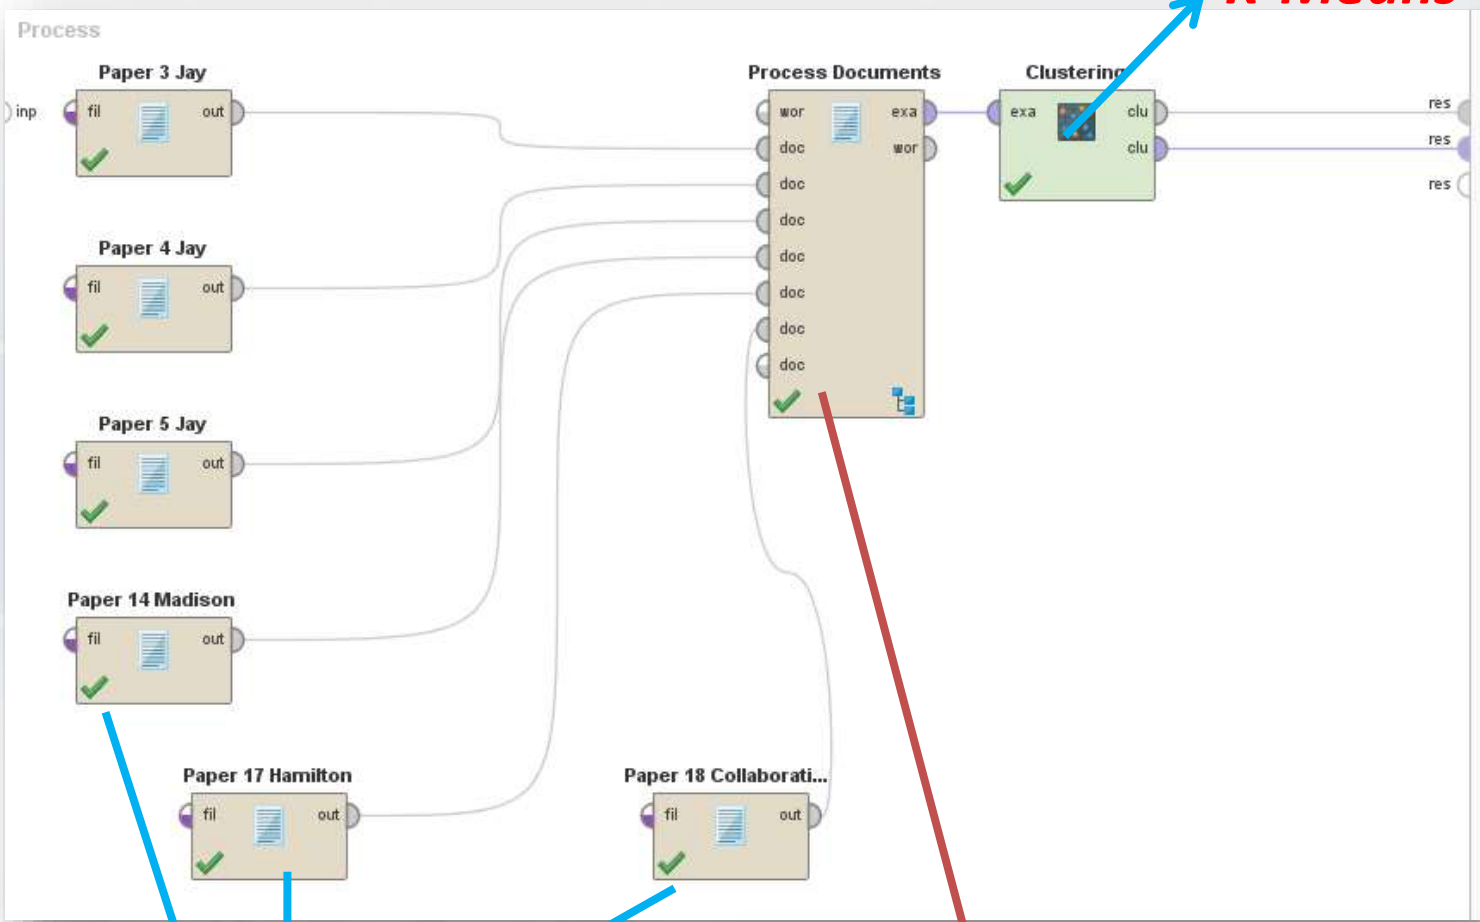 K-Means
Process
Paper 3 Jay
inp
fil
out
Process Documents
wor
exa
doc
wor
doc
doc
doc
doc
doc
doc
Clustering
exa
clu
clu
res
res
res
Paper 4 Jay
fil
out
Paper 5 Jay
fil
out
Paper 14 Madison
fil
out
Paper 17 Hamilton
fil
out
Paper 18 Collaborati...
fil
out